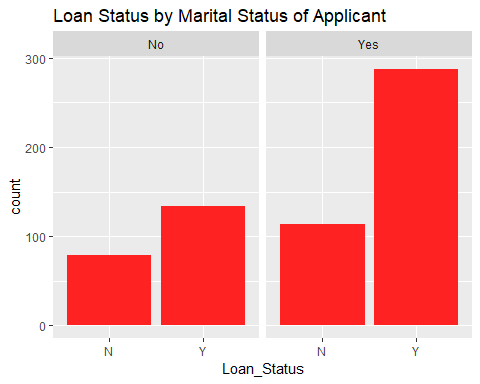 Loan Status by Marital Status of Applicant
No Yes
300
200
100
0
count
N Y N Y
Loan_Status